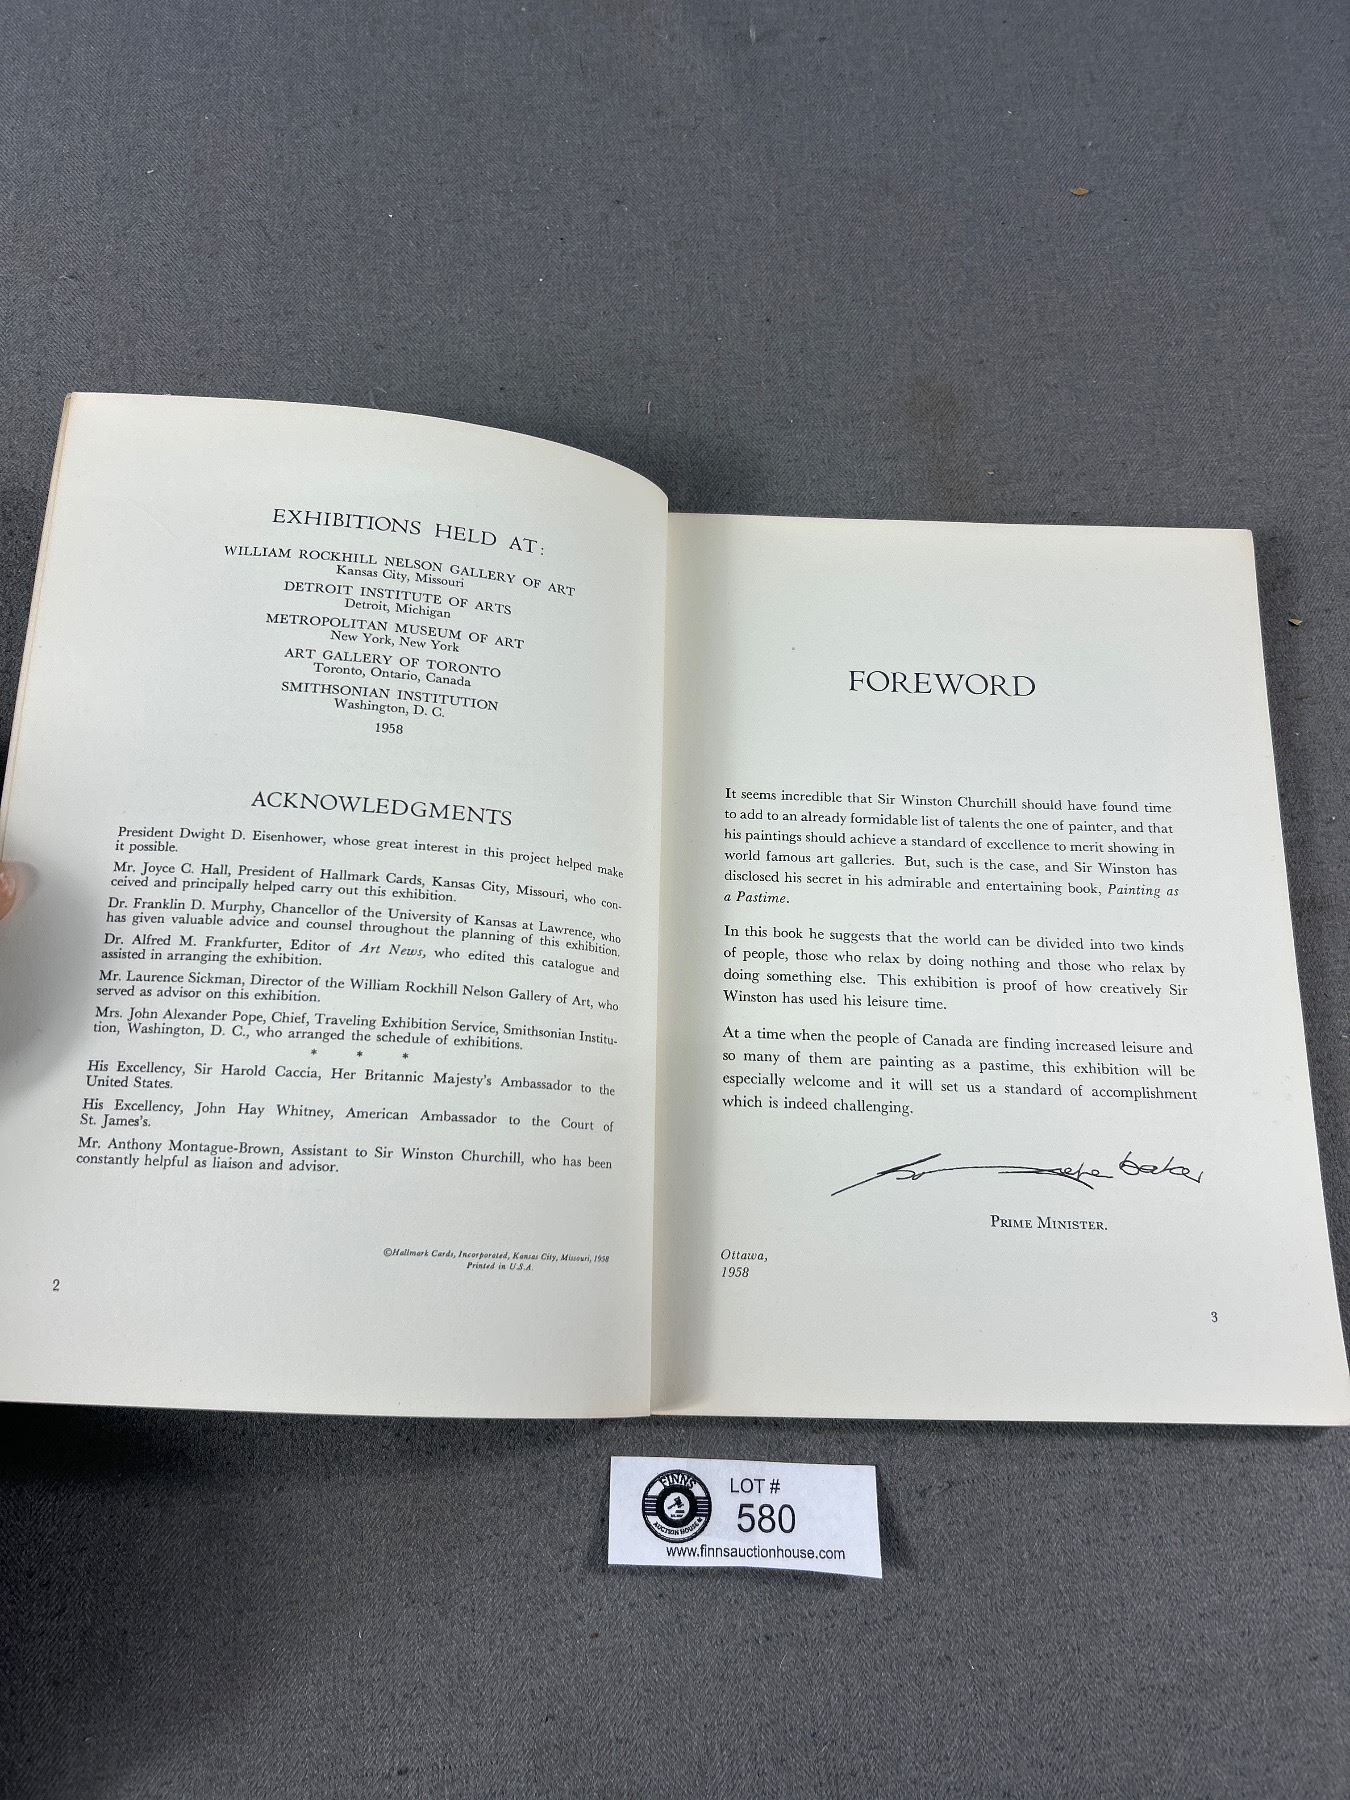 EXHIBITIONS HELD AT:
WILLIAM ROCKHILL NELSON GALLERY OF ART
Kansas City, Missouri
DETROIT INSTITUTE OF ARTS
Detroit, Michigan
METROPOLITAN MUSEUM OF ART
New York, New York
ART GALLERY OF TORONTO
Toronto, Ontario, Canada
SMITHSONIAN INSTITUTION
Washington, D. C.
1958
ACKNOWLEDGMENTS
President Dwight D. Eisenhower, whose great interest in this project helped make
it possible.
Mr. Joyce C. Hall, President of Hallmark Cards, Kansas City, Missouri, who con-
ceived and principally helped carry out this exhibition.
Dr. Franklin D. Murphy, Chancellor of the University of Kansas at Lawrence, who
has given valuable advice and counsel throughout the planning of this exhibition.
Dr. Alfred M. Frankfurter, Editor of Art News, who edited this catalogue and
assisted in arranging the exhibition.
Mr. Laurence Sickman, Director of the William Rockhill Nelson Gallery of Art, who
served as advisor on this exhibition.
Mrs. John Alexander Pope, Chief, Traveling Exhibition Service, Smithsonian Institu-
tion, Washington, D. C., who arranged the schedule of exhibitions.
* * *
His Excellency, Sir Harold Caccia, Her Britannic Majesty's Ambassador to the
United States.
His Excellency, John Hay Whitney, American Ambassador to the Court of
St. James's.
Mr. Anthony Montague-Brown, Assistant to Sir Winston Churchill, who has been
constantly helpful as liaison and advisor.
©Hallmark Cards, Incorporated, Kansas City, Missouri, 1958
Printed in U.S.A.
2
FOREWORD
It seems incredible that Sir Winston Churchill should have found time
to add to an already formidable list of talents the one of painter, and that
his paintings should achieve a standard of excellence to merit showing in
world famous art galleries. But, such is the case, and Sir Winston has
disclosed his secret in his admirable and entertaining book, Painting as
a Pastime.
In this book he suggests that the world can be divided into two kinds
of people, those who relax by doing nothing and those who relax by
doing something else. This exhibition is proof of how creatively Sir
Winston has used his leisure time.
At a time when the people of Canada are finding increased leisure and
so many of them are painting as a pastime, this exhibition will be
especially welcome and it will set us a standard of accomplishment
which is indeed challenging.
PRIME MINISTER.
Ottawa,
1958
3
FINNS
AUCTION HOUSE
LOT #
580
www.finnsauctionhouse.com